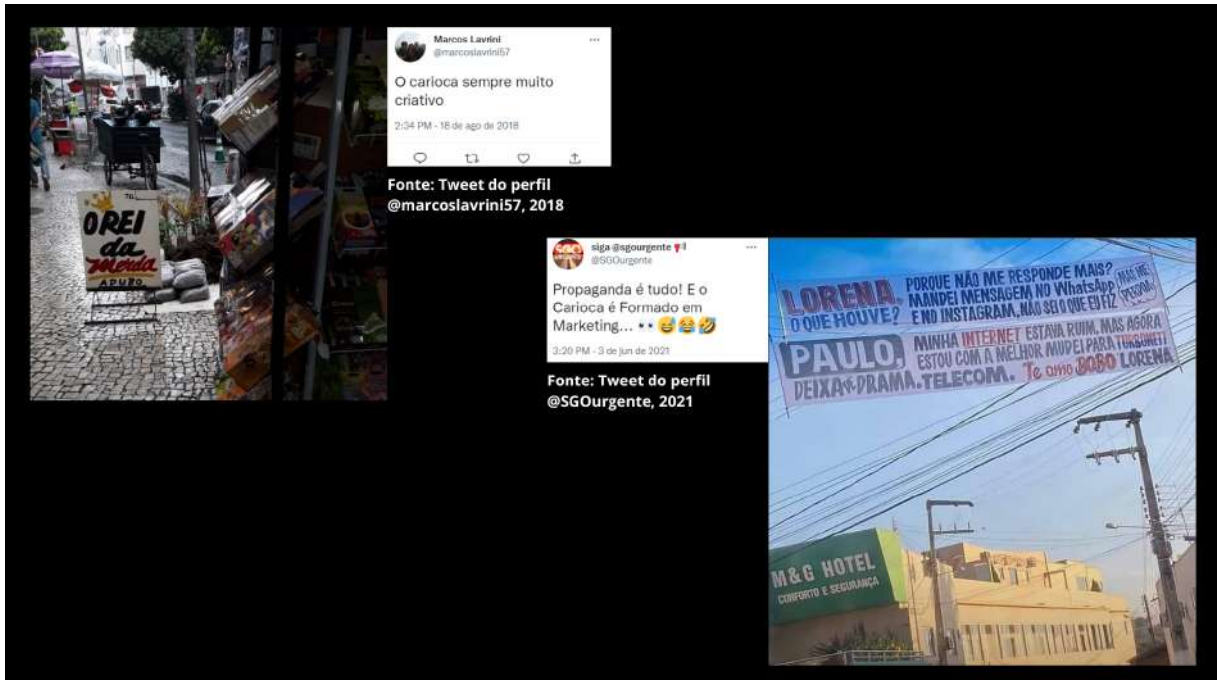 Marcos Lavrini
@marcoslavrini57
O carioca sempre muito
criativo
2:34 PM - 18 de ago de 2018
Fonte: Tweet do perfil
@marcoslavrini57, 2018
O REI
da
merda
APURO
siga @sgourgente
@SGOurgente
Propaganda é tudo! E o
Carioca é Formado em
Marketing... 👀😅😂🤣
3:20 PM - 3 de jun de 2021
Fonte: Tweet do perfil
@SGOurgente, 2021
LORENA,
O QUE HOUVE?
PORQUE NÃO ME RESPONDE MAIS?
MANDEI MENSAGEM NO WhatsApp
E NO INSTAGRAM, NÃO SEI O QUE EU FIZ
MAS ME
PERDOA!
PAULO,
DEIXA DE DRAMA.
MINHA INTERNET ESTAVA RUIM, MAS AGORA
ESTOU COM A MELHOR MUDEI PARA TURBONETT
TELECOM. Te amo BOBO LORENA
M&G HOTEL
CONFORTO E SEGURANÇA